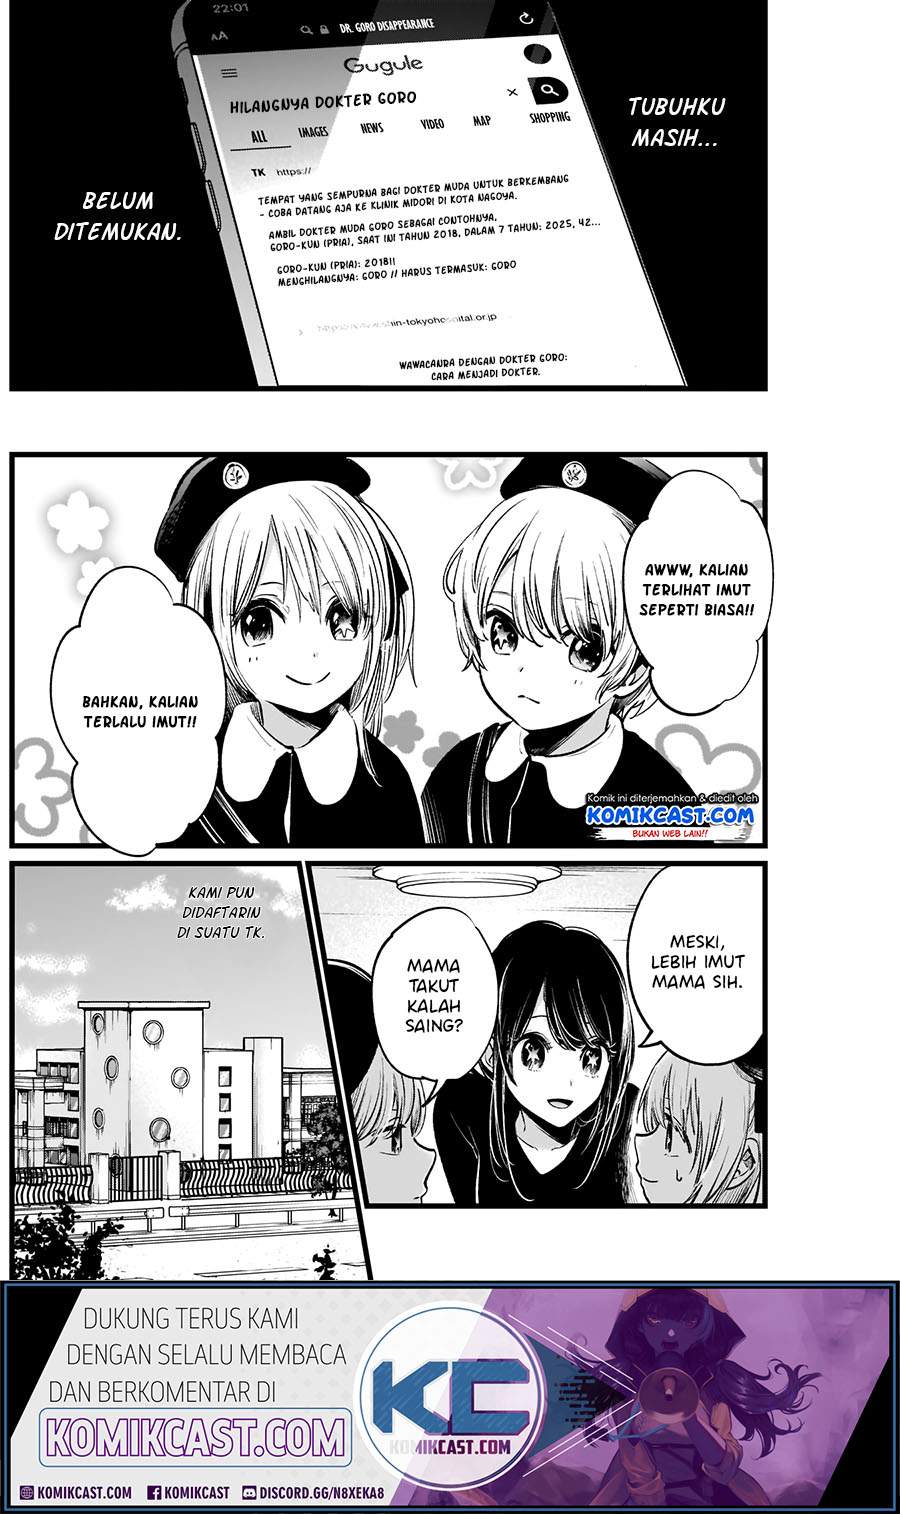 22:01
AA
DR. GORO DISAPPEARANCE
Gugule
HILANGNYA DOKTER GORO
ALL IMAGES NEWS VIDEO MAP SHOPPING
TK https://
TEMPAT YANG SEMPURNA BAGI DOKTER MUDA UNTUK BERKEMBANG
- COBA DATANG AJA KE KLINIK MIDORI DI KOTA NAGOYA.
AMBIL DOKTER MUDA GORO SEBAGAI CONTOHNYA,
GORO-KUN (PRIA), SAAT INI TAHUN 2018, DALAM 7 TAHUN: 2025, 42...
GORO-KUN (PRIA): 2018!!
MENGHILANGNYA: GORO // HARUS TERMASUK: GORO
WAWACANRA DENGAN DOKTER GORO:
CARA MENJADI DOKTER.
TUBUHKU
MASIH...
BELUM
DITEMUKAN.
AWWW, KALIAN
TERLIHAT IMUT
SEPERTI BIASA!!
BAHKAN, KALIAN
TERLALU IMUT!!
Komik ini diterjemahkan & diedit oleh
KOMIKCAST.COM
BUKAN WEB LAIN!!
MESKI,
LEBIH IMUT
MAMA SIH.
MAMA
TAKUT
KALAH
SAING?
KAMI PUN
DIDAFTARIN
DI SUATU TK.
DUKUNG TERUS KAMI
DENGAN SELALU MEMBACA
DAN BERKOMENTAR DI
KOMIKCAST.COM
KC
KOMIKCAST.COM
KOMIKCAST.COM KOMIKCAST DISCORD.GG/N8XEKA8